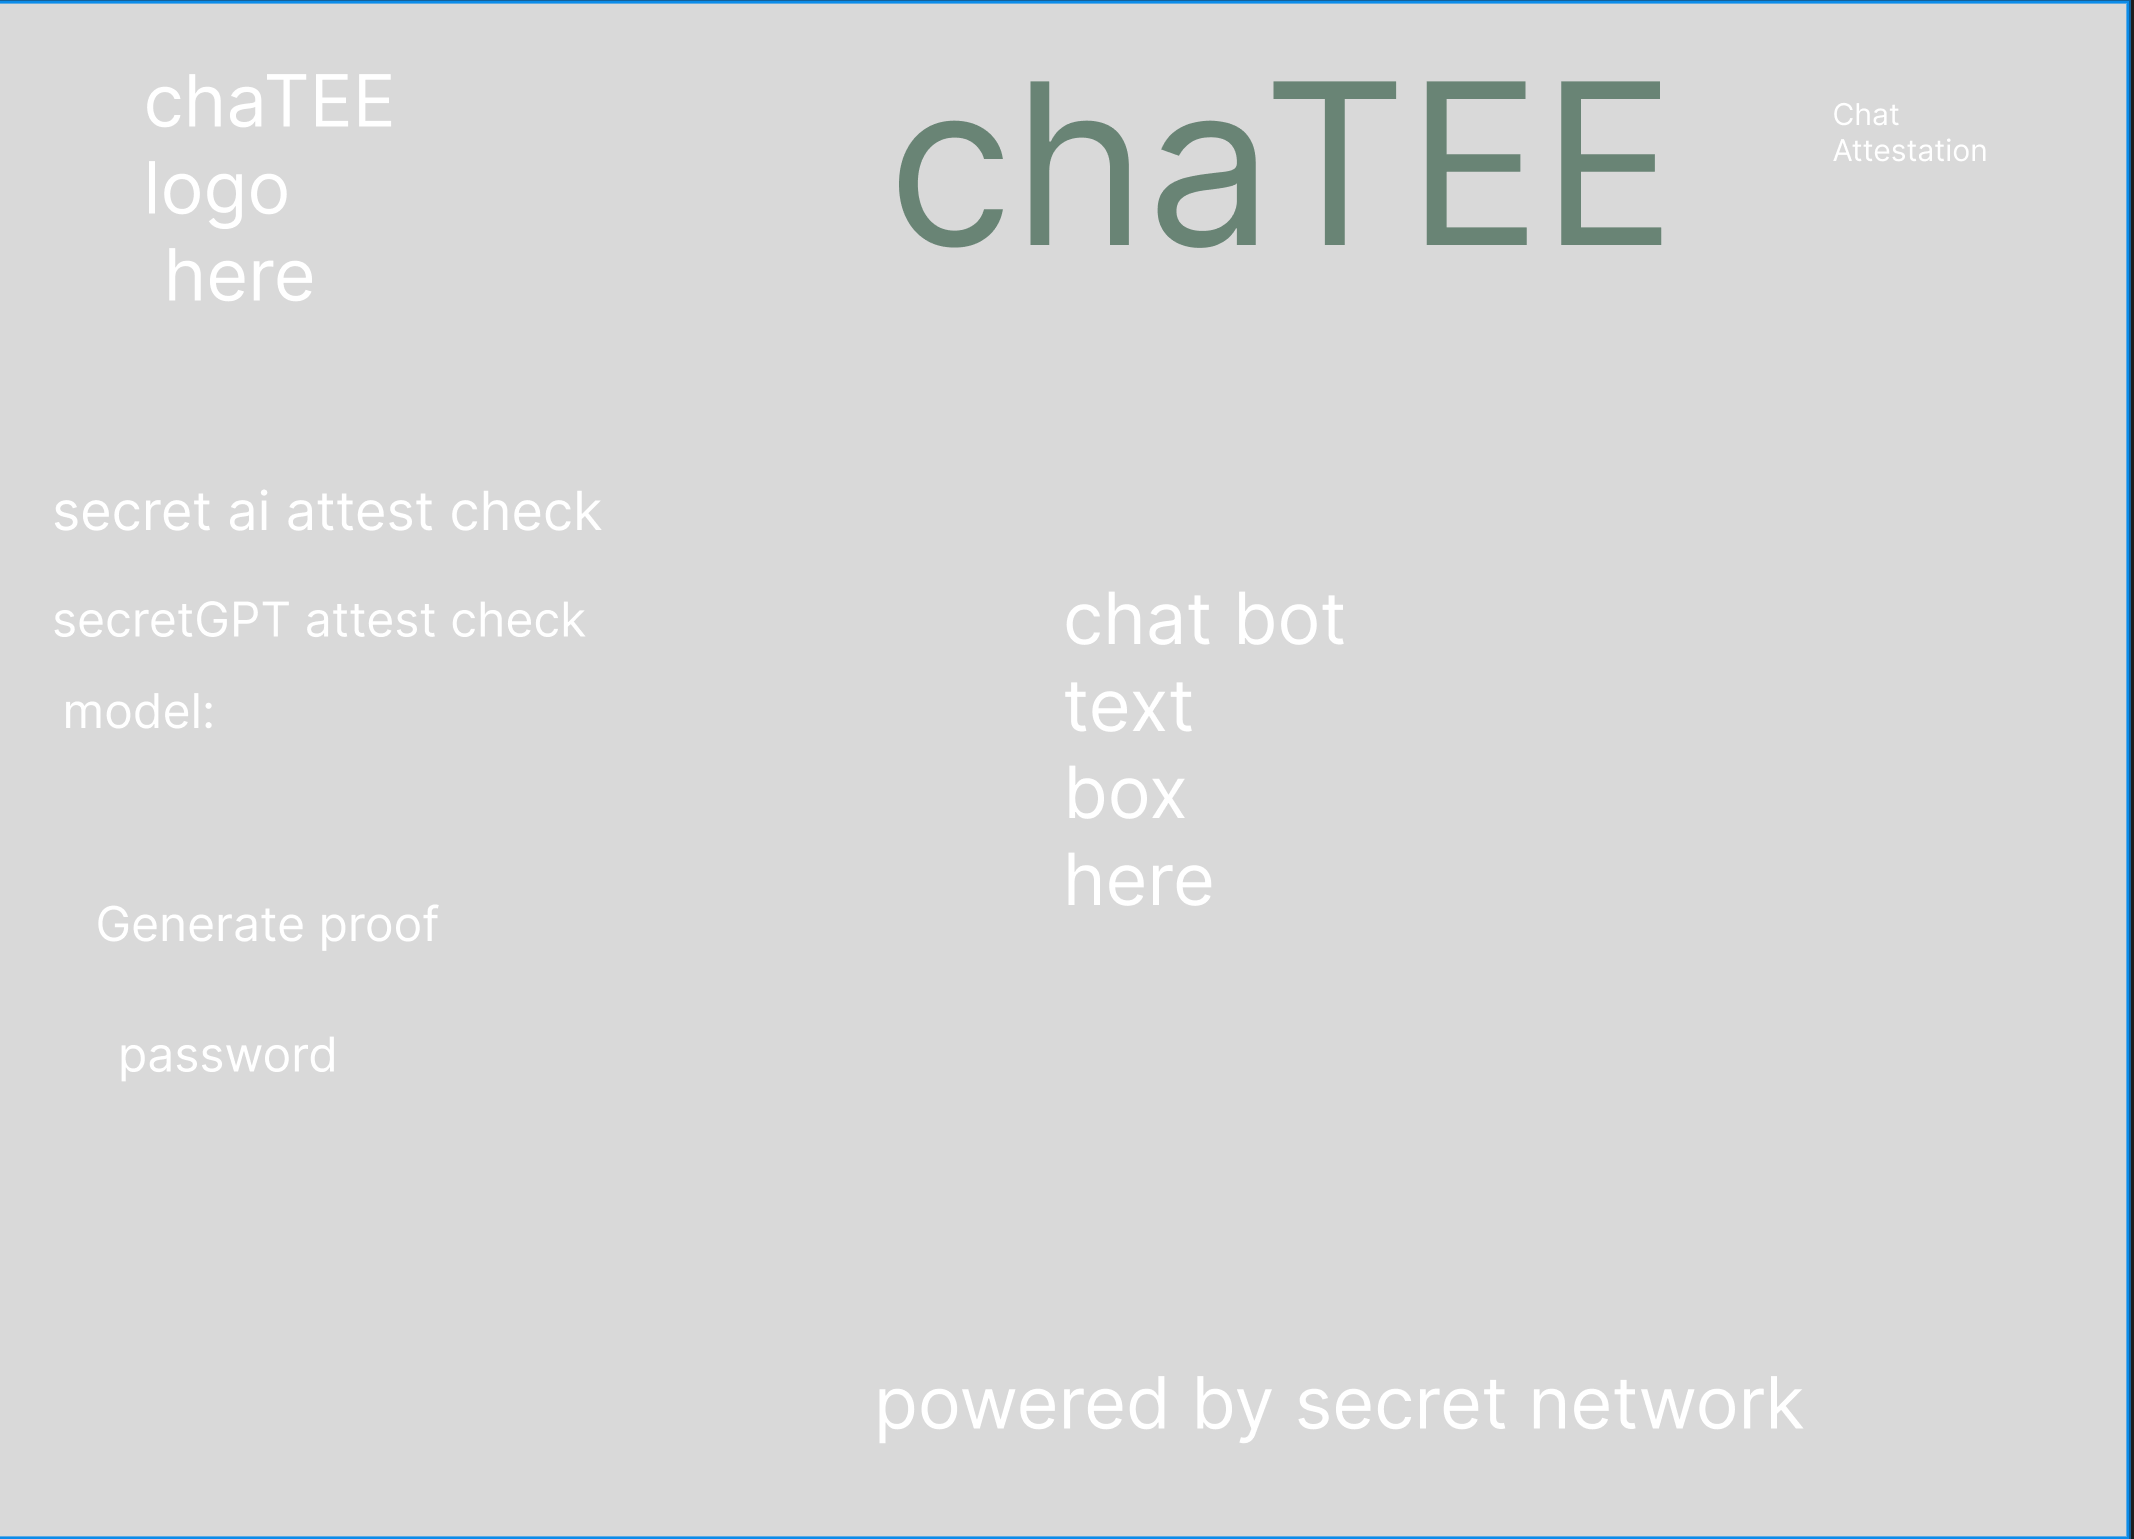 chaTEE
logo
here
chaTEE
Chat
Attestation
secret ai attest check
secretGPT attest check
model:
Generate proof
password
chat bot
text
box
here
powered by secret network